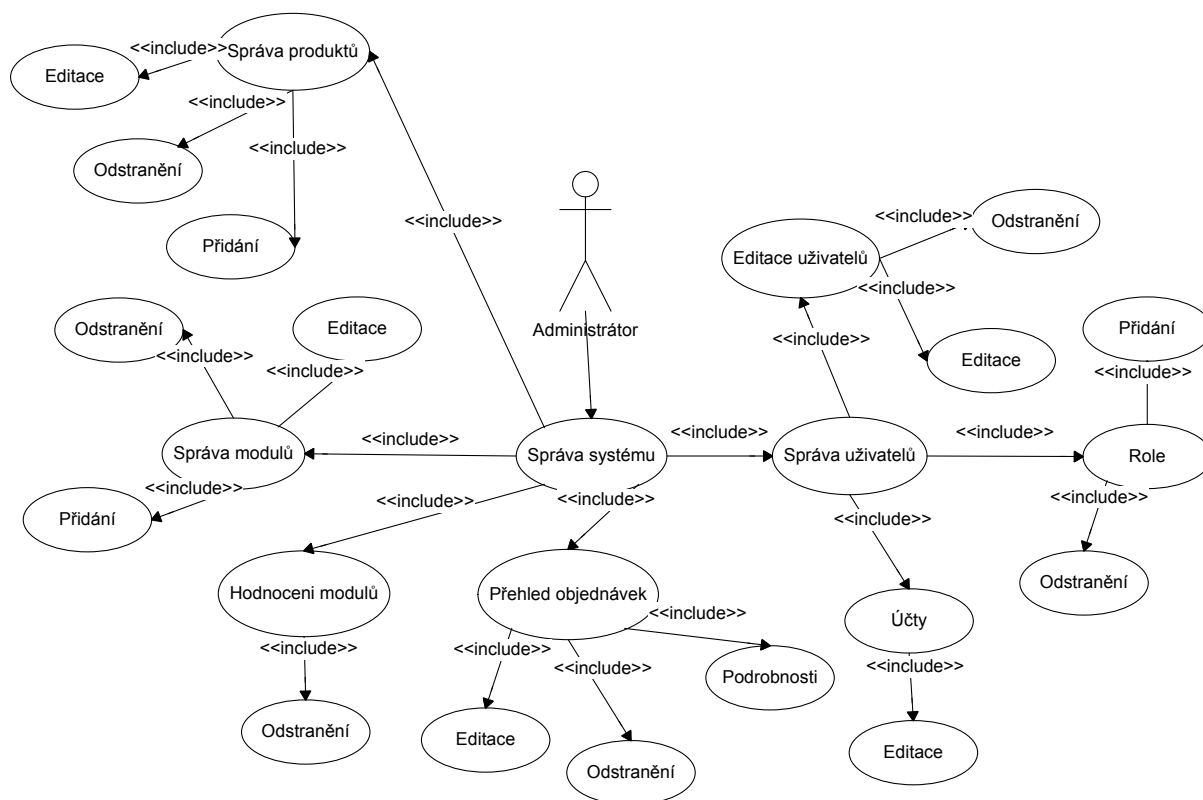 <<include>>
Správa produktů
Editace
<<include>>
Odstranění
<<include>>
Přidání
<<include>>
Administrátor
<<include>>
Odstranění
Editace uživatelů
<<include>>
Editace
<<include>>
Odstranění
Editace
<<include>>
<<include>>
Přidání
<<include>>
<<include>>
Správa modulů
<<include>>
Přidání
Správa systému
<<include>>
Správa uživatelů
<<include>>
Role
<<include>>
<<include>>
<<include>>
Odstranění
<<include>>
<<include>>
Hodnoceni modulů
<<include>>
Odstranění
Přehled objednávek
<<include>>
<<include>>
<<include>>
Podrobnosti
Editace
Odstranění
Účty
<<include>>
Editace